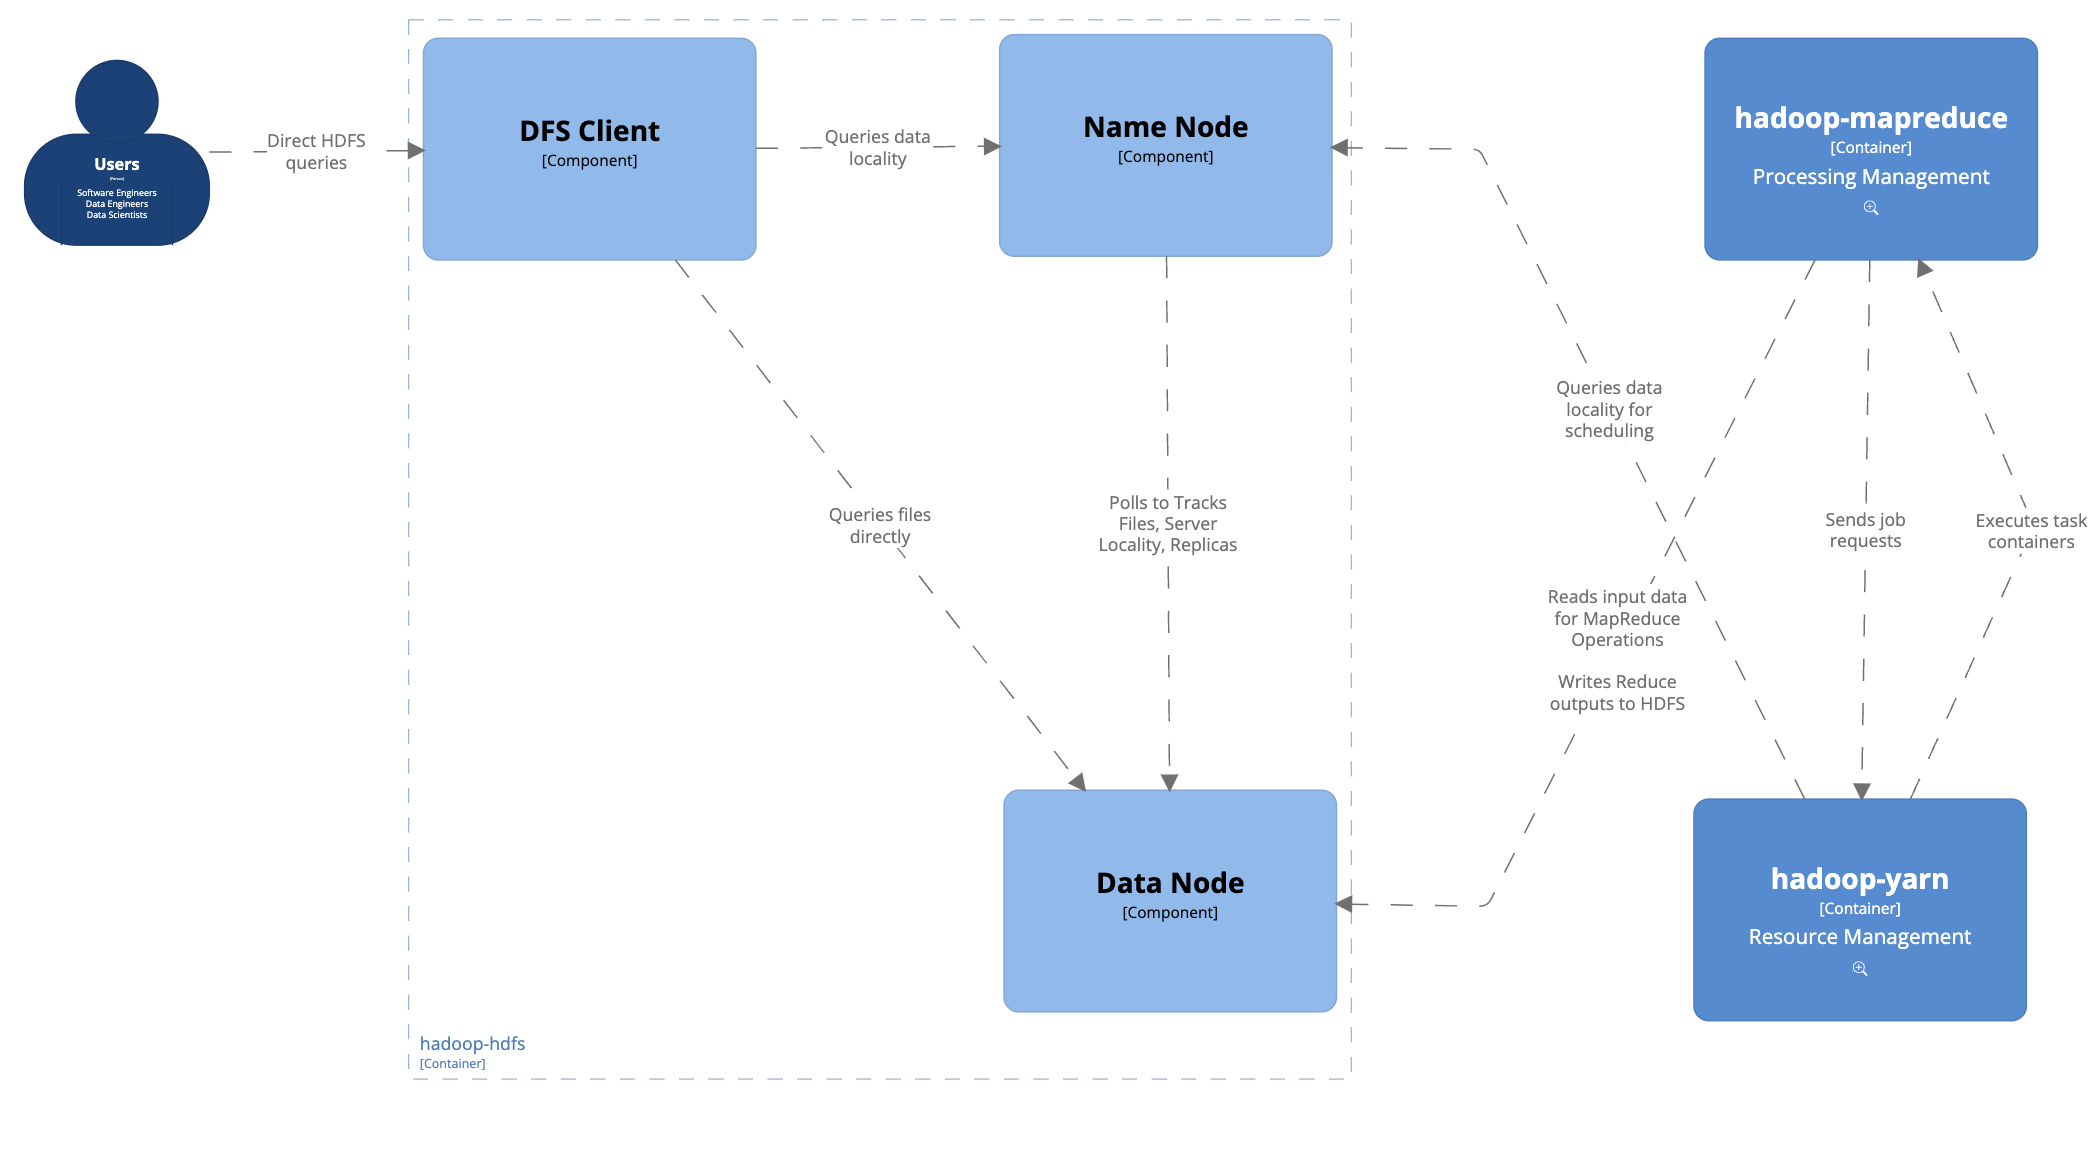 Users
[Person]
Software Engineers
Data Engineers
Data Scientists
Direct HDFS
queries
DFS Client
[Component]
Queries data
locality
Name Node
[Component]
hadoop-mapreduce
[Container]
Processing Management
Queries data
locality for
scheduling
Queries files
directly
Polls to Tracks
Files, Server
Locality, Replicas
Sends job
requests
Executes task
containers
Reads input data
for MapReduce
Operations
Writes Reduce
outputs to HDFS
Data Node
[Component]
hadoop-yarn
[Container]
Resource Management
hadoop-hdfs
[Container]